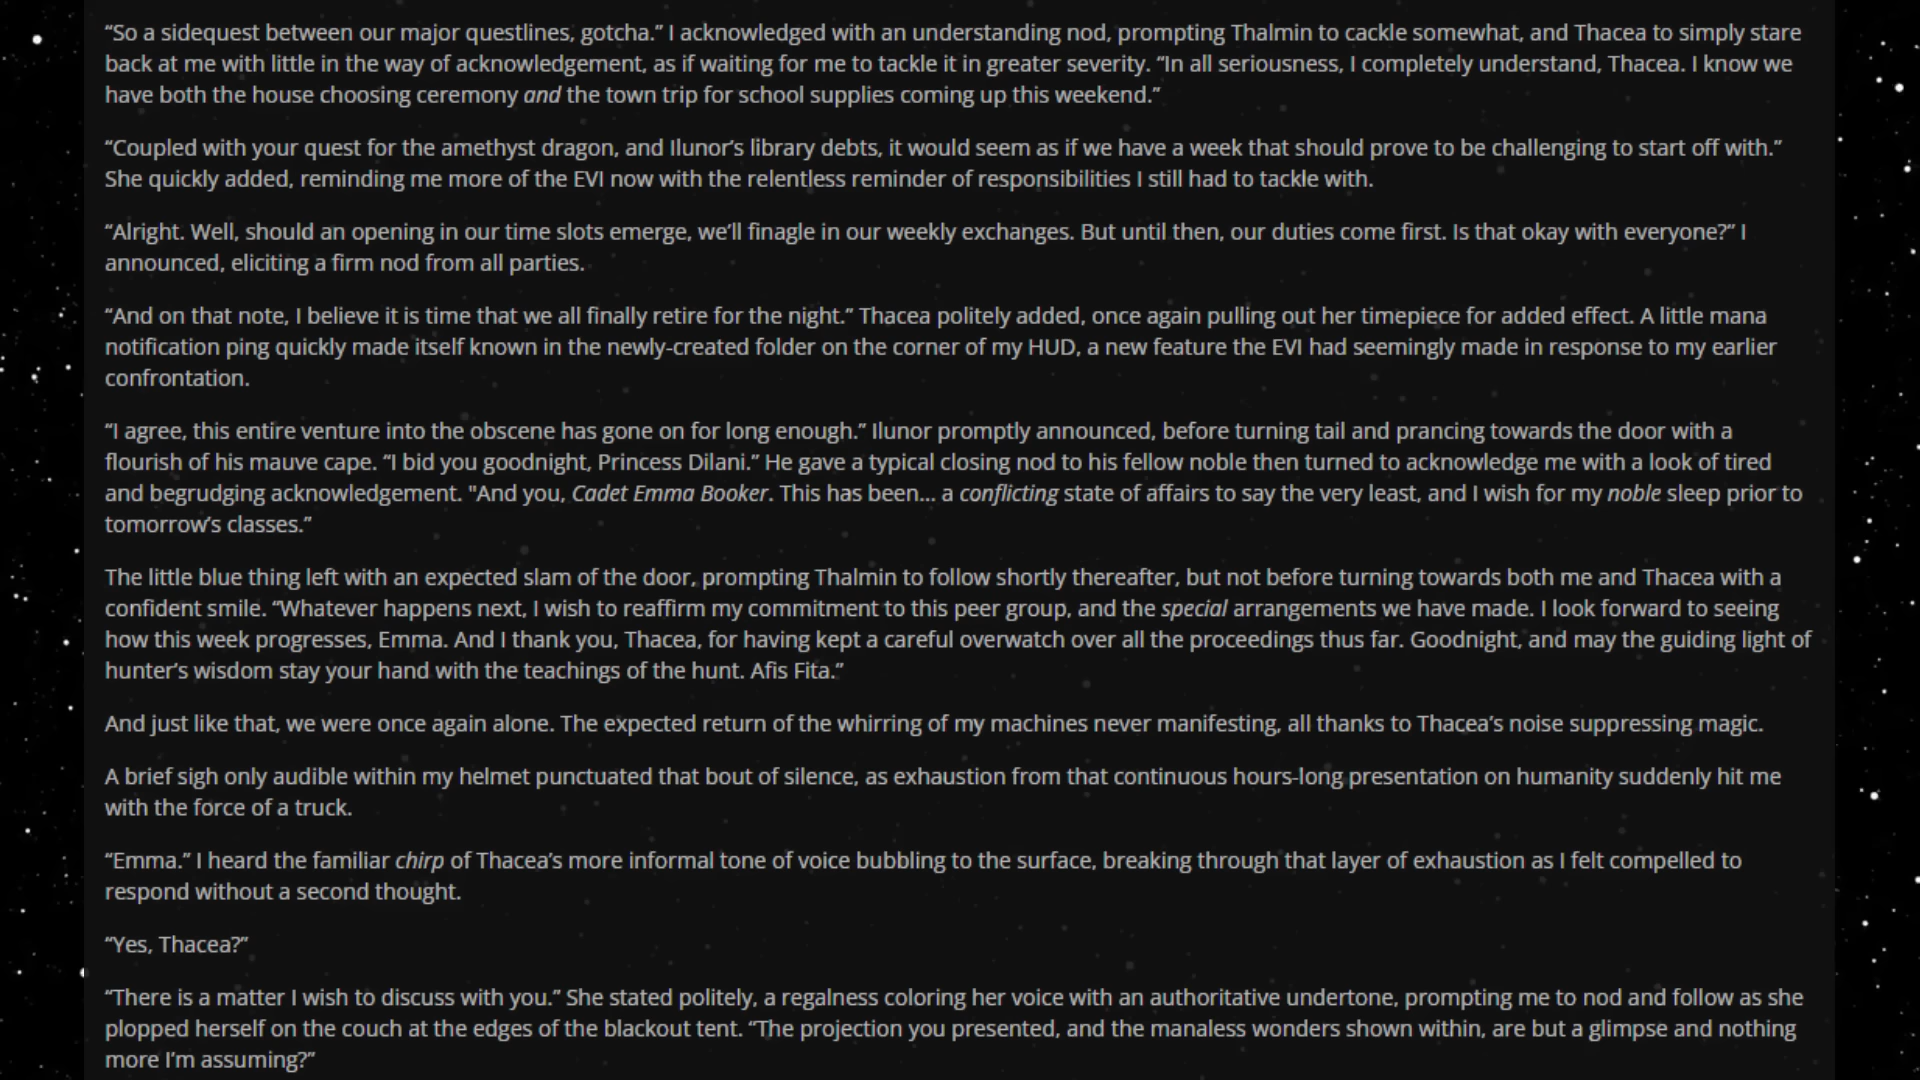 “So a sidequest between our major questlines, gotcha.” I acknowledged with an understanding nod, prompting Thalmin to cackle somewhat, and Thacea to simply stare
back at me with little in the way of acknowledgement, as if waiting for me to tackle it in greater severity. “In all seriousness, I completely understand, Thacea. I know we
have both the house choosing ceremony and the town trip for school supplies coming up this weekend.”
“Coupled with your quest for the amethyst dragon, and Ilunor’s library debts, it would seem as if we have a week that should prove to be challenging to start off with.”
She quickly added, reminding me more of the EVI now with the relentless reminder of responsibilities I still had to tackle with.
“Alright. Well, should an opening in our time slots emerge, we’ll finagle in our weekly exchanges. But until then, our duties come first. Is that okay with everyone?” I
announced, eliciting a firm nod from all parties.
“And on that note, I believe it is time that we all finally retire for the night.” Thacea politely added, once again pulling out her timepiece for added effect. A little mana
notification ping quickly made itself known in the newly-created folder on the corner of my HUD, a new feature the EVI had seemingly made in response to my earlier
confrontation.
“I agree, this entire venture into the obscene has gone on for long enough.” Ilunor promptly announced, before turning tail and prancing towards the door with a
flourish of his mauve cape. “I bid you goodnight, Princess Dilani.” He gave a typical closing nod to his fellow noble then turned to acknowledge me with a look of tired
and begrudging acknowledgement. "And you, Cadet Emma Booker. This has been… a conflicting state of affairs to say the very least, and I wish for my noble sleep prior to
tomorrow’s classes.”
The little blue thing left with an expected slam of the door, prompting Thalmin to follow shortly thereafter, but not before turning towards both me and Thacea with a
confident smile. “Whatever happens next, I wish to reaffirm my commitment to this peer group, and the special arrangements we have made. I look forward to seeing
how this week progresses, Emma. And I thank you, Thacea, for having kept a careful overwatch over all the proceedings thus far. Goodnight, and may the guiding light of
hunter’s wisdom stay your hand with the teachings of the hunt. Afis Fita.”
And just like that, we were once again alone. The expected return of the whirring of my machines never manifesting, all thanks to Thacea’s noise suppressing magic.
A brief sigh only audible within my helmet punctuated that bout of silence, as exhaustion from that continuous hours-long presentation on humanity suddenly hit me
with the force of a truck.
“Emma.” I heard the familiar chirp of Thacea’s more informal tone of voice bubbling to the surface, breaking through that layer of exhaustion as I felt compelled to
respond without a second thought.
“Yes, Thacea?”
“There is a matter I wish to discuss with you.” She stated politely, a regalness coloring her voice with an authoritative undertone, prompting me to nod and follow as she
plopped herself on the couch at the edges of the blackout tent. “The projection you presented, and the manaless wonders shown within, are but a glimpse and nothing
more I’m assuming?”